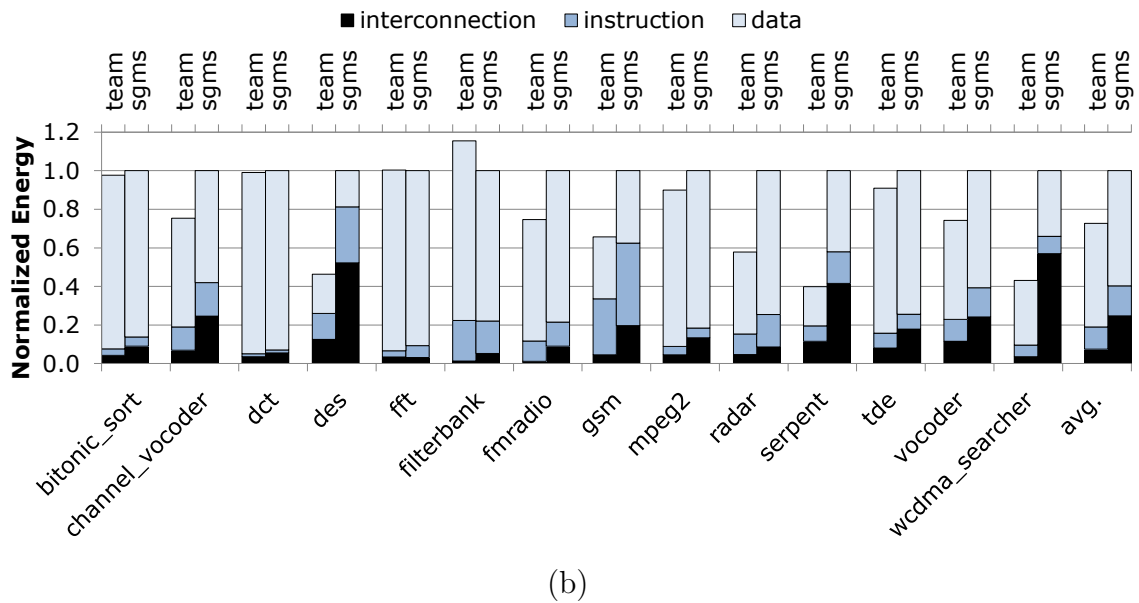 interconnection instruction data
team sgms team sgms team sgms team sgms team sgms team sgms team sgms team sgms team sgms team sgms team sgms team sgms team sgms team sgms team sgms
Normalized Energy
1.2
1.0
0.8
0.6
0.4
0.2
0.0
bitonic_sort channel_vocoder dct des fft filterbank fmradio gsm mpeg2 radar serpent tde vocoder wcdma_searcher avg.
(b)